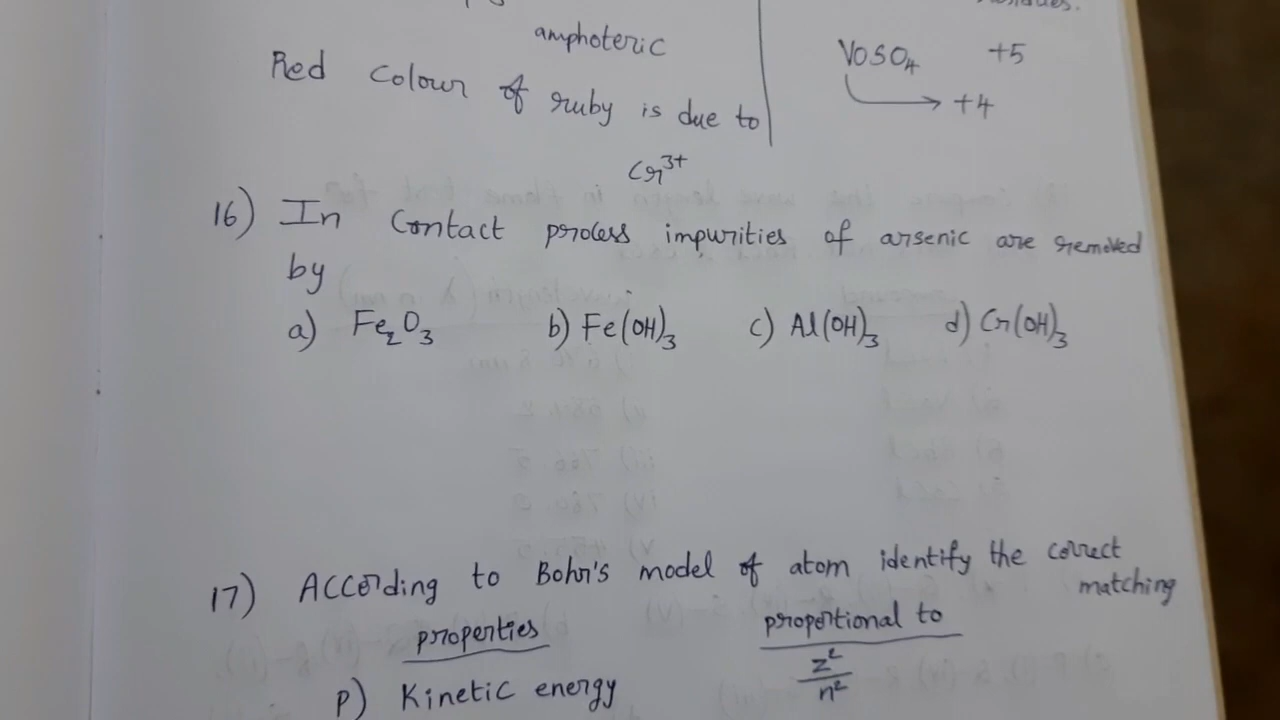 amphoteric
Red Colour of ruby is due to
Cr³⁺
VOSO₄ +5
+4
16) In Contact process impurities of arsenic are removed
by
a) Fe₂O₃ b) Fe(OH)₃ c) Al(OH)₃ d) Cr(OH)₃
17) According to Bohr's model of atom identify the correct
matching
properties proportional to
p) Kinetic energy z²/n²